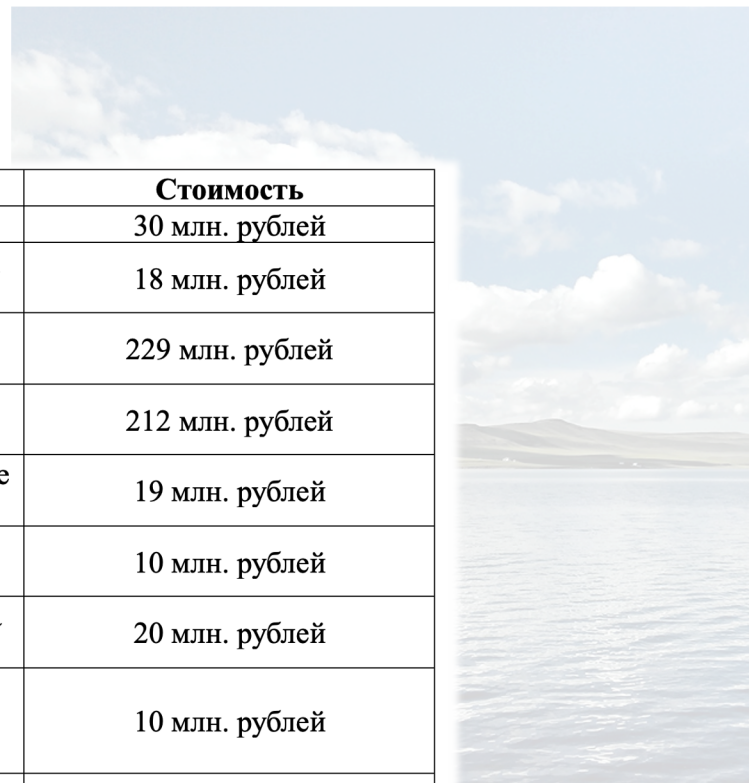 Стоимость
30 млн. рублей
18 млн. рублей
229 млн. рублей
212 млн. рублей
е
19 млн. рублей
10 млн. рублей
20 млн. рублей
10 млн. рублей